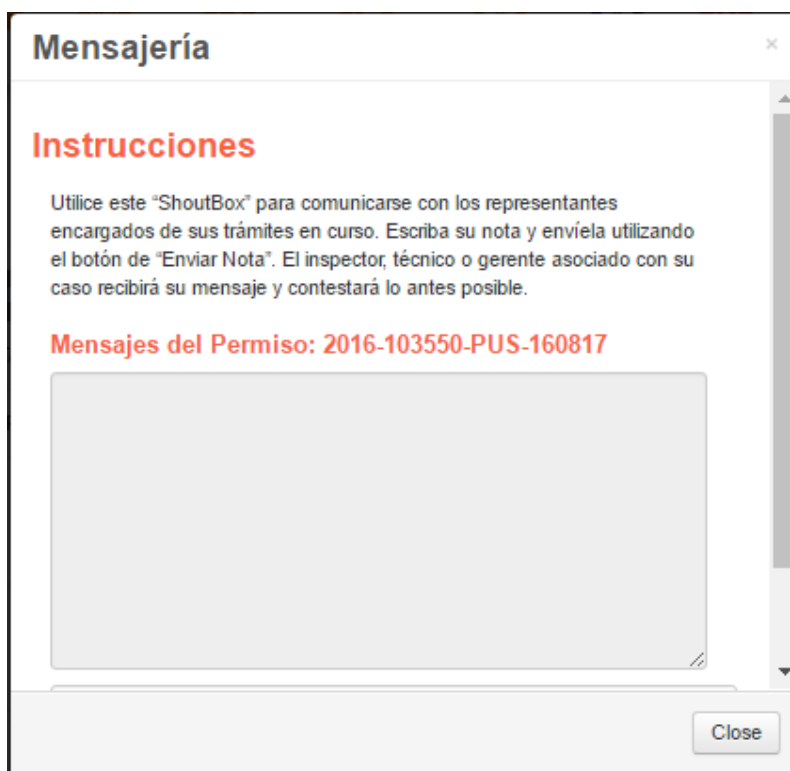 Mensajería
×
Instrucciones
Utilice este “ShoutBox” para comunicarse con los representantes
encargados de sus trámites en curso. Escriba su nota y envíela utilizando
el botón de “Enviar Nota”. El inspector, técnico o gerente asociado con su
caso recibirá su mensaje y contestará lo antes posible.
Mensajes del Permiso: 2016-103550-PUS-160817
Close